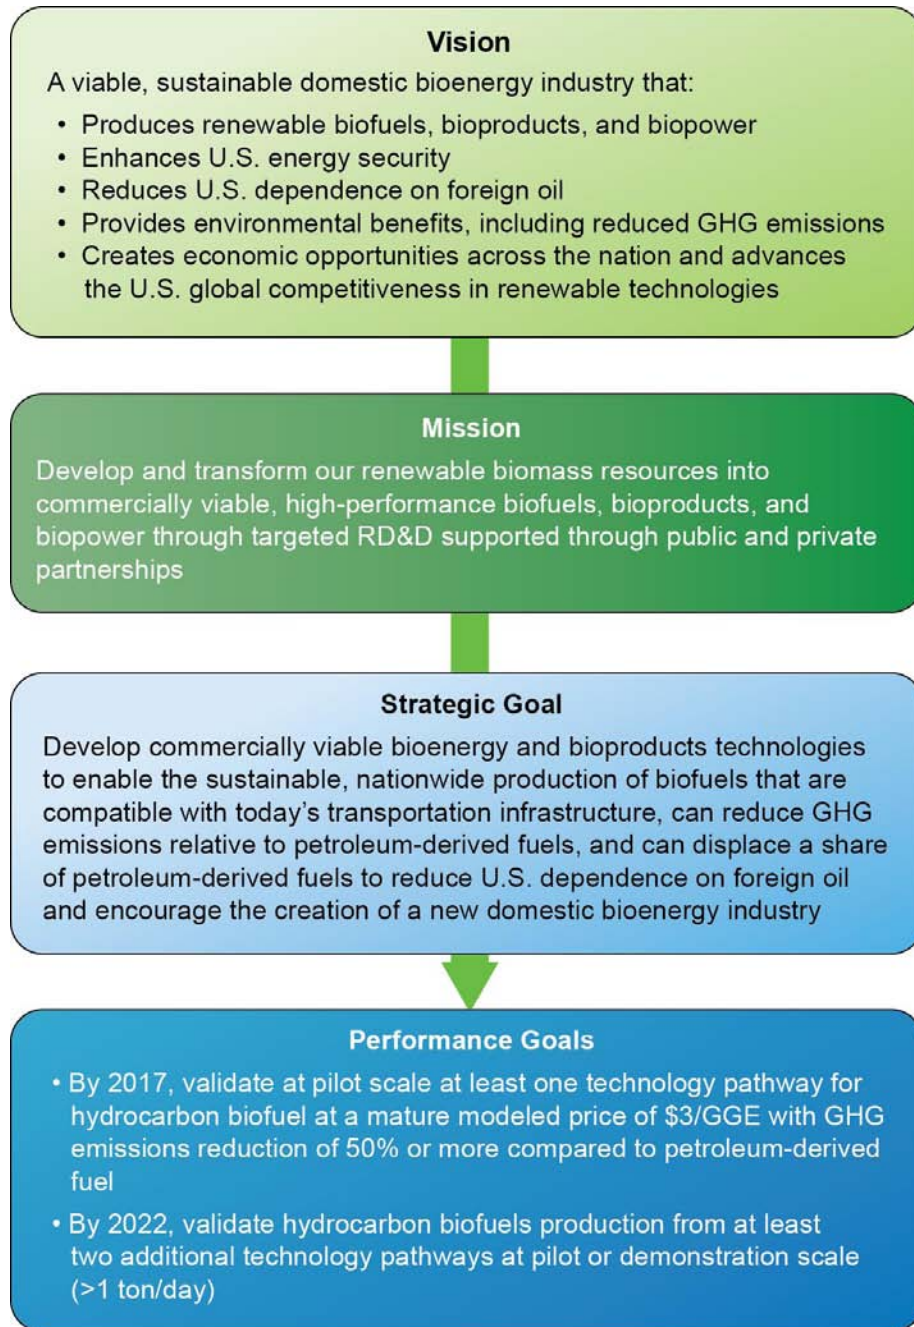 Vision
A viable, sustainable domestic bioenergy industry that:
• Produces renewable biofuels, bioproducts, and biopower
• Enhances U.S. energy security
• Reduces U.S. dependence on foreign oil
• Provides environmental benefits, including reduced GHG emissions
• Creates economic opportunities across the nation and advances
the U.S. global competitiveness in renewable technologies
Mission
Develop and transform our renewable biomass resources into
commercially viable, high-performance biofuels, bioproducts, and
biopower through targeted RD&D supported through public and private
partnerships
Strategic Goal
Develop commercially viable bioenergy and bioproducts technologies
to enable the sustainable, nationwide production of biofuels that are
compatible with today's transportation infrastructure, can reduce GHG
emissions relative to petroleum-derived fuels, and can displace a share
of petroleum-derived fuels to reduce U.S. dependence on foreign oil
and encourage the creation of a new domestic bioenergy industry
Performance Goals
• By 2017, validate at pilot scale at least one technology pathway for
hydrocarbon biofuel at a mature modeled price of $3/GGE with GHG
emissions reduction of 50% or more compared to petroleum-derived
fuel
• By 2022, validate hydrocarbon biofuels production from at least
two additional technology pathways at pilot or demonstration scale
(>1 ton/day)